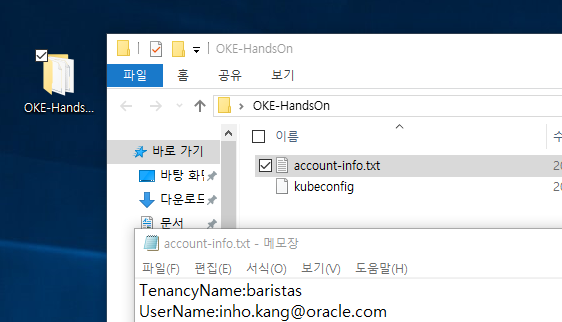 OKE-HandsOn
파일
홈
공유
보기
OKE-Hands...
OKE-HandsOn
이름
바로 가기
account-info.txt
바탕 화면
kubeconfig
다운로드
문서
account-info.txt - 메모장
파일(F) 편집(E) 서식(O) 보기(V) 도움말(H)
TenancyName:baristas
UserName:inho.kang@oracle.com